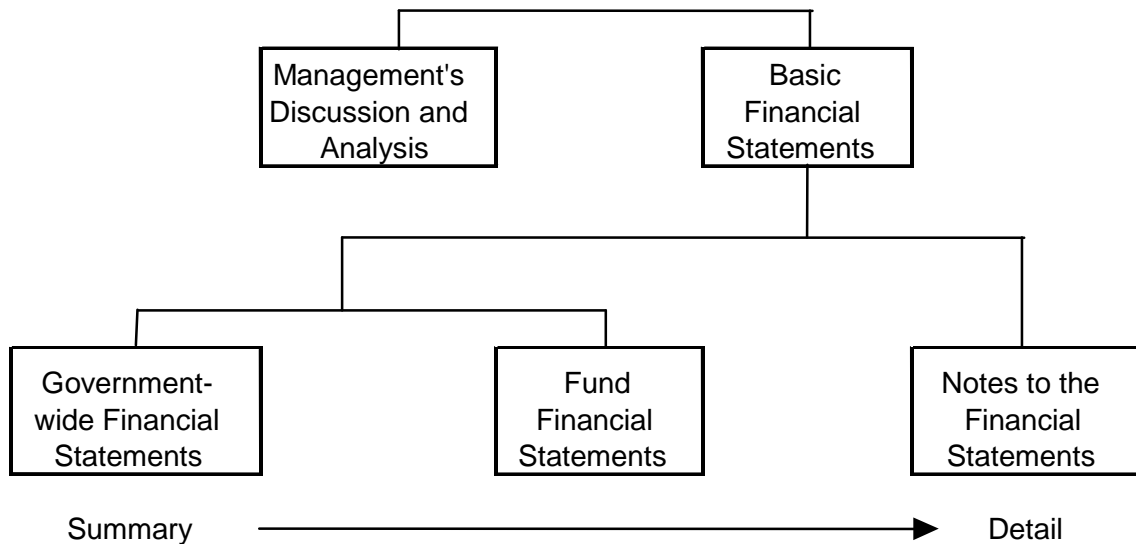 Management's
Discussion and
Analysis
Basic
Financial
Statements
Government-
wide Financial
Statements
Fund
Financial
Statements
Notes to the
Financial
Statements
Summary
Detail